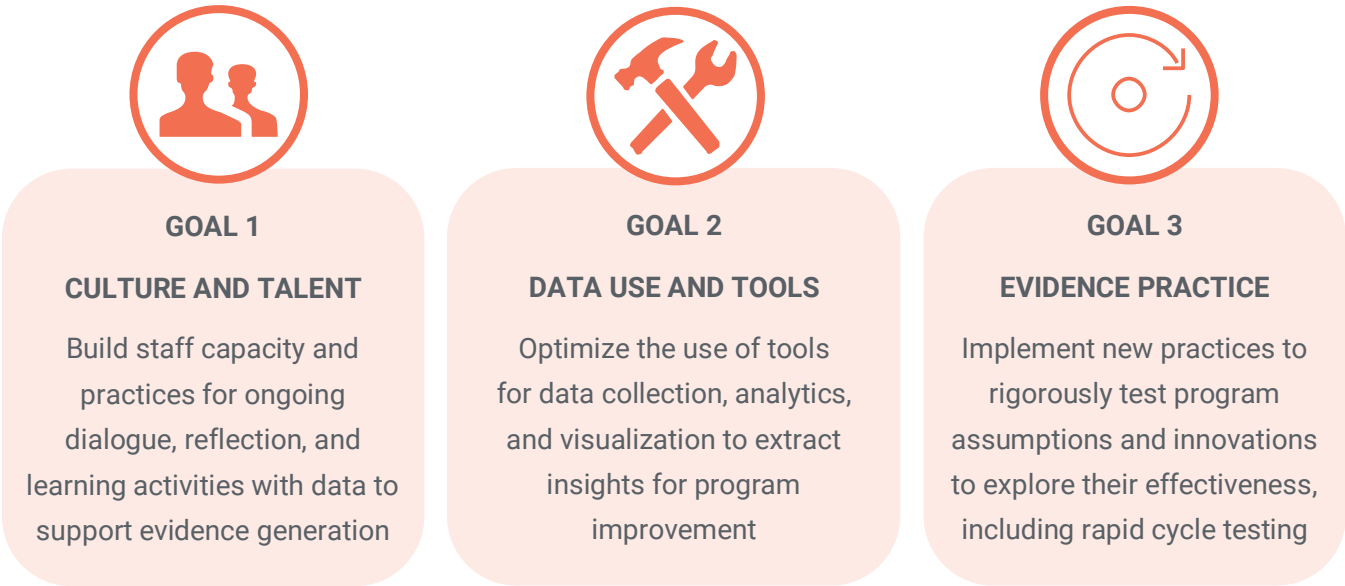 GOAL 1
CULTURE AND TALENT
Build staff capacity and
practices for ongoing
dialogue, reflection, and
learning activities with data to
support evidence generation
GOAL 2
DATA USE AND TOOLS
Optimize the use of tools
for data collection, analytics,
and visualization to extract
insights for program
improvement
GOAL 3
EVIDENCE PRACTICE
Implement new practices to
rigorously test program
assumptions and innovations
to explore their effectiveness,
including rapid cycle testing